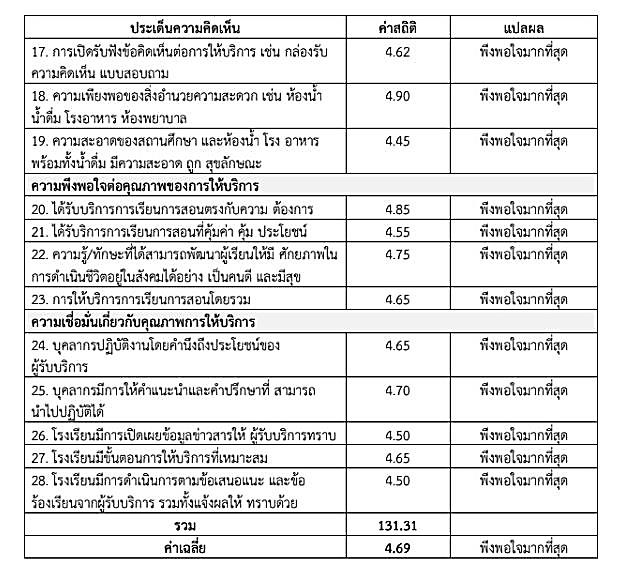 ประเด็นความคิดเห็น ค่าสถิติ แปลผล
17. การเปิดรับฟังข้อคิดเห็นต่อการให้บริการ เช่น กล่องรับ 4.62 พึงพอใจมากที่สุด
ความคิดเห็น แบบสอบถาม
18. ความเพียงพอของสิ่งอำนวยความสะดวก เช่น ห้องน้ำ 4.90 พึงพอใจมากที่สุด
น้ำดื่ม โรงอาหาร ห้องพยาบาล
19. ความสะอาดของสถานศึกษา และห้องน้ำ โรง อาหาร 4.45 พึงพอใจมากที่สุด
พร้อมทั้งน้ำดื่ม มีความสะอาด ถูก สุขลักษณะ
ความพึงพอใจต่อคุณภาพของการให้บริการ
20. ได้รับบริการการเรียนการสอนตรงกับความ ต้องการ 4.85 พึงพอใจมากที่สุด
21. ได้รับบริการการเรียนการสอนที่คุ้มค่า คุ้ม ประโยชน์ 4.55 พึงพอใจมากที่สุด
22. ความรู้/ทักษะที่ได้สามารถพัฒนาผู้เรียนให้มี ศักยภาพใน 4.75 พึงพอใจมากที่สุด
การดำเนินชีวิตอยู่ในสังคมได้อย่าง เป็นคนดี และมีสุข
23. การให้บริการการเรียนการสอนโดยรวม 4.65 พึงพอใจมากที่สุด
ความเชื่อมั่นเกี่ยวกับคุณภาพการให้บริการ
24. บุคลากรปฏิบัติงานโดยคำนึงถึงประโยชน์ของ 4.65 พึงพอใจมากที่สุด
ผู้รับบริการ
25. บุคลากรมีการให้คำแนะนำและคำปรึกษาที่ สามารถ 4.70 พึงพอใจมากที่สุด
นำไปปฏิบัติได้
26. โรงเรียนมีการเปิดเผยข้อมูลข่าวสารให้ ผู้รับบริการทราบ 4.50 พึงพอใจมากที่สุด
27. โรงเรียนมีขั้นตอนการให้บริการที่เหมาะสม 4.65 พึงพอใจมากที่สุด
28. โรงเรียนมีการดำเนินการตามข้อเสนอแนะ และข้อ 4.50 พึงพอใจมากที่สุด
ร้องเรียนจากผู้รับบริการ รวมทั้งแจ้งผลให้ ทราบด้วย
รวม 131.31
ค่าเฉลี่ย 4.69 พึงพอใจมากที่สุด